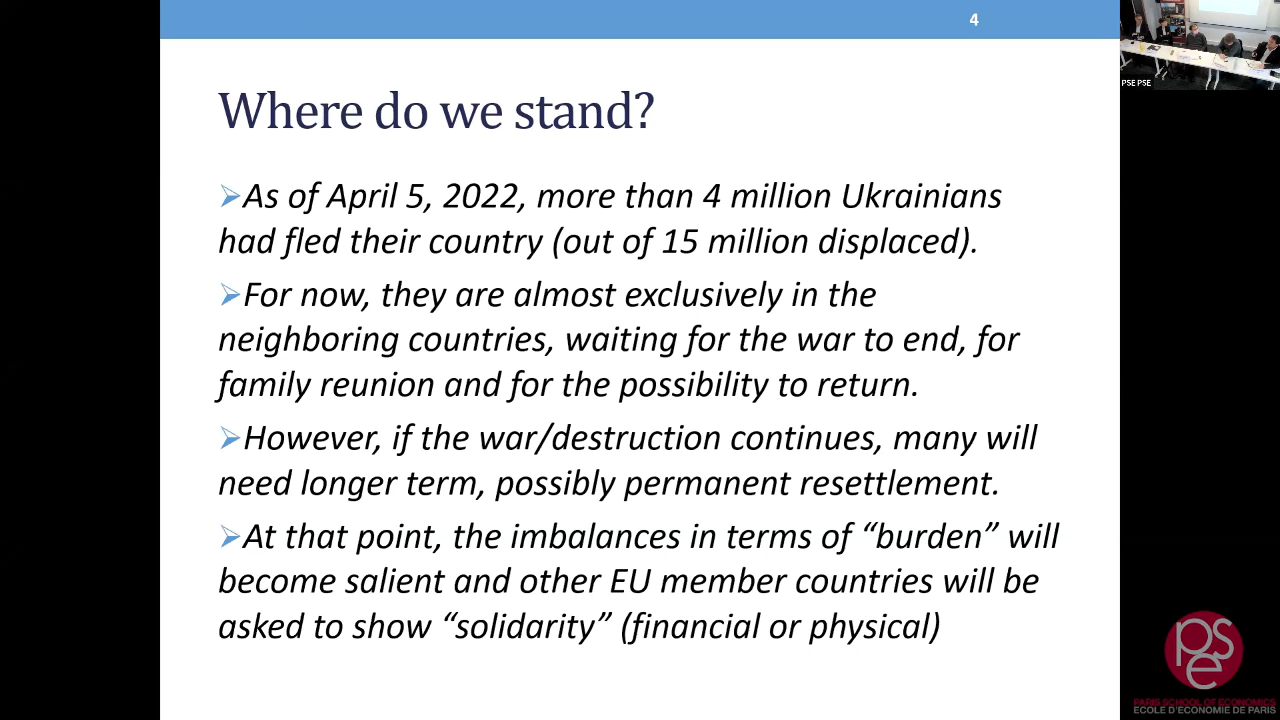 4
PSE PSE
Where do we stand?
➢As of April 5, 2022, more than 4 million Ukrainians
had fled their country (out of 15 million displaced).
➢For now, they are almost exclusively in the
neighboring countries, waiting for the war to end, for
family reunion and for the possibility to return.
➢However, if the war/destruction continues, many will
need longer term, possibly permanent resettlement.
➢At that point, the imbalances in terms of “burden” will
become salient and other EU member countries will be
asked to show “solidarity” (financial or physical)
pse
PARIS SCHOOL OF ECONOMICS
ECOLE D'ECONOMIE DE PARIS